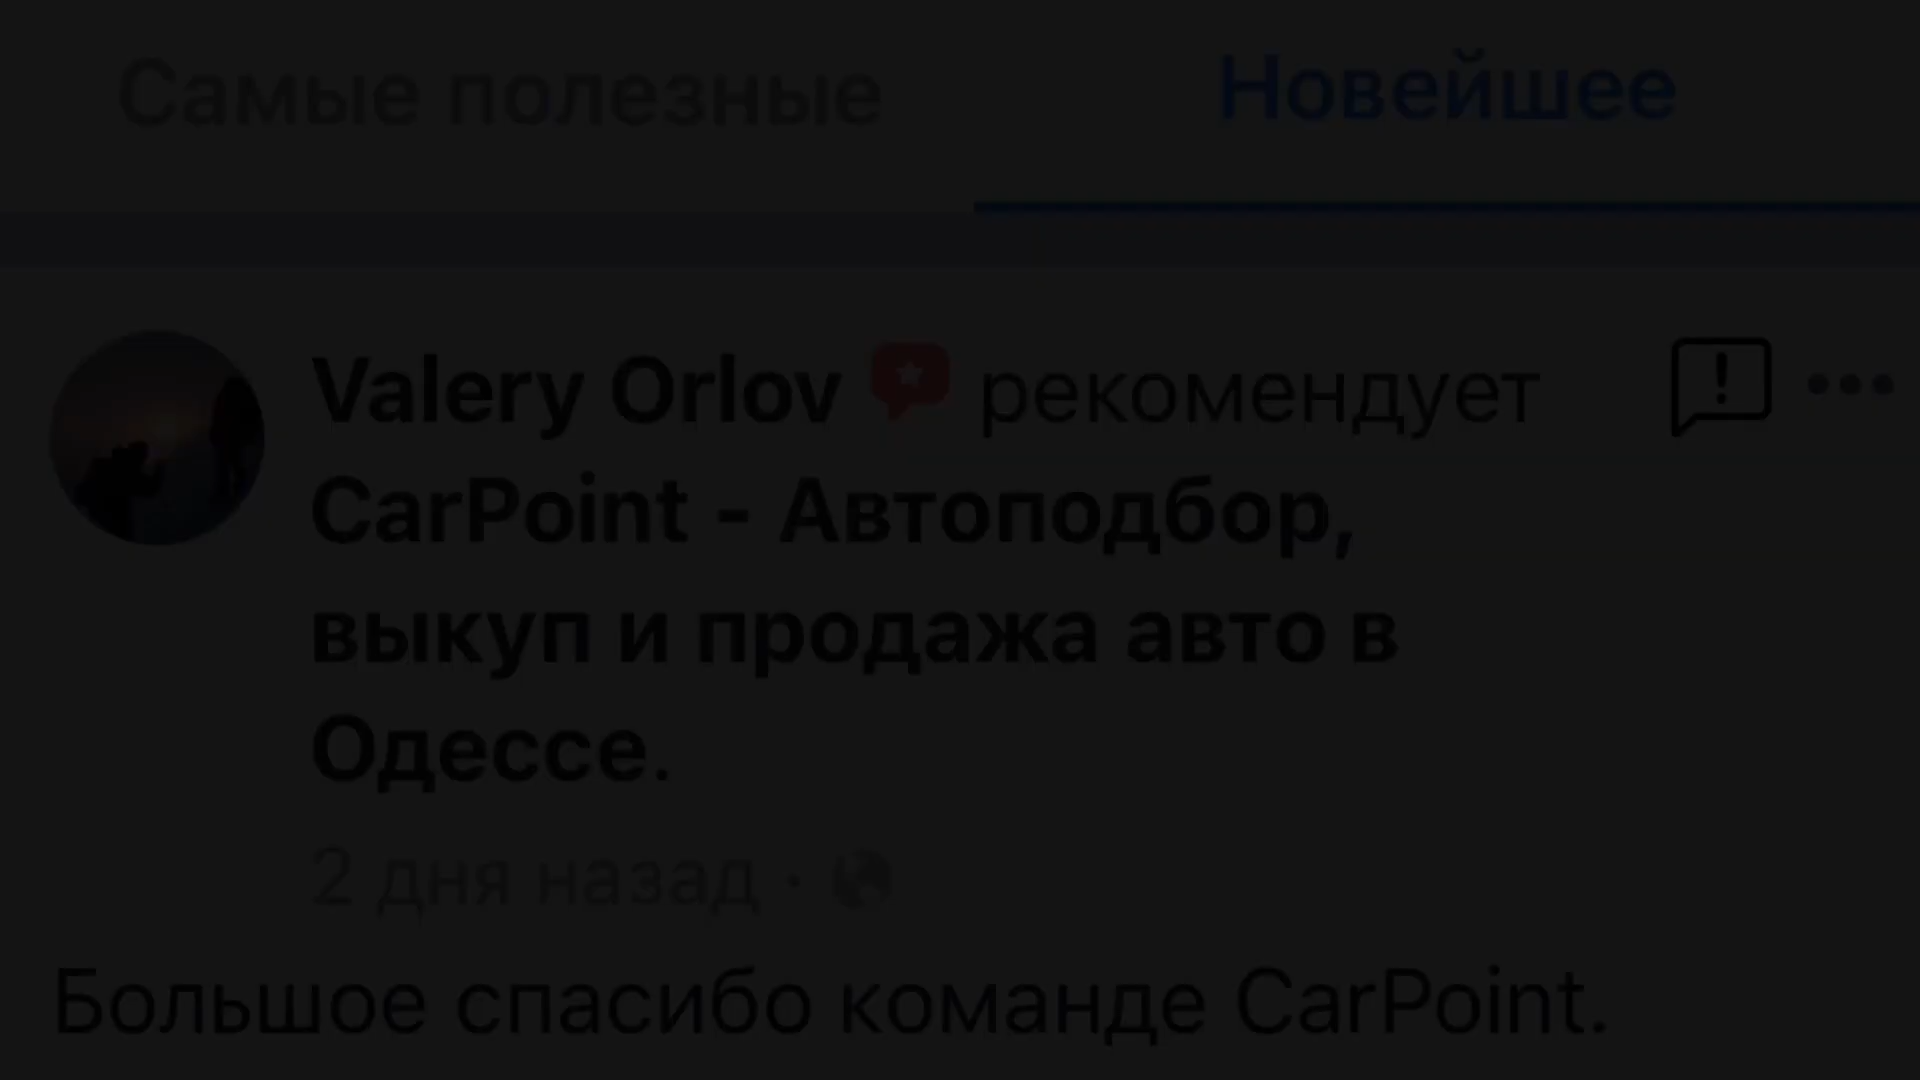 Самые полезные Новейшее
Valery Orlov рекомендует
CarPoint - Автоподбор,
выкуп и продажа авто в
Одессе.
2 дня назад ·
Большое спасибо команде CarPoint.